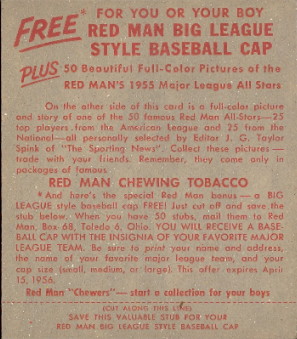 FREE* FOR YOU OR YOUR BOY
RED MAN BIG LEAGUE
STYLE BASEBALL CAP
PLUS 50 Beautiful Full-Color Pictures of the
RED MAN'S 1955 Major League All Stars
On the other side of this card is a full-color picture
and story of one of the 50 famous Red Man All-Stars—25
top players from the American League and 25 from the
National—all personally selected by Editor J. G. Taylor
Spink of "The Sporting News". Collect these pictures—
trade with your friends. Remember, they come only in
packages of famous
RED MAN CHEWING TOBACCO
*And here's the special Red Man bonus—a BIG
LEAGUE style baseball cap FREE! Just cut off and save the
stub below. When you have 50 stubs, mail them to Red
Man, Box 68, Toledo 6, Ohio. YOU WILL RECEIVE A BASE-
BALL CAP WITH THE INSIGNIA OF YOUR FAVORITE MAJOR
LEAGUE TEAM. Be sure to print your name and address,
the name of your favorite major league team, and your
cap size (small, medium, or large). This offer expires April
15, 1956.
Red Man "Chewers"—start a collection for your boys
(CUT ALONG THIS LINE)
SAVE THIS VALUABLE STUB FOR YOUR
RED MAN BIG LEAGUE STYLE BASEBALL CAP